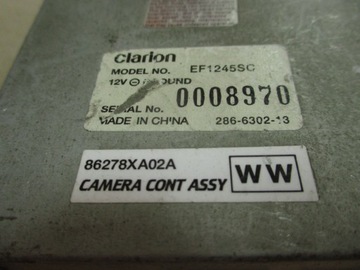 clarion
MODEL NO. EF1245SC
12V ⊖ GROUND
SERIAL No. 0008970
MADE IN CHINA 286-6302-13
86278XA02A
CAMERA CONT ASSY WW